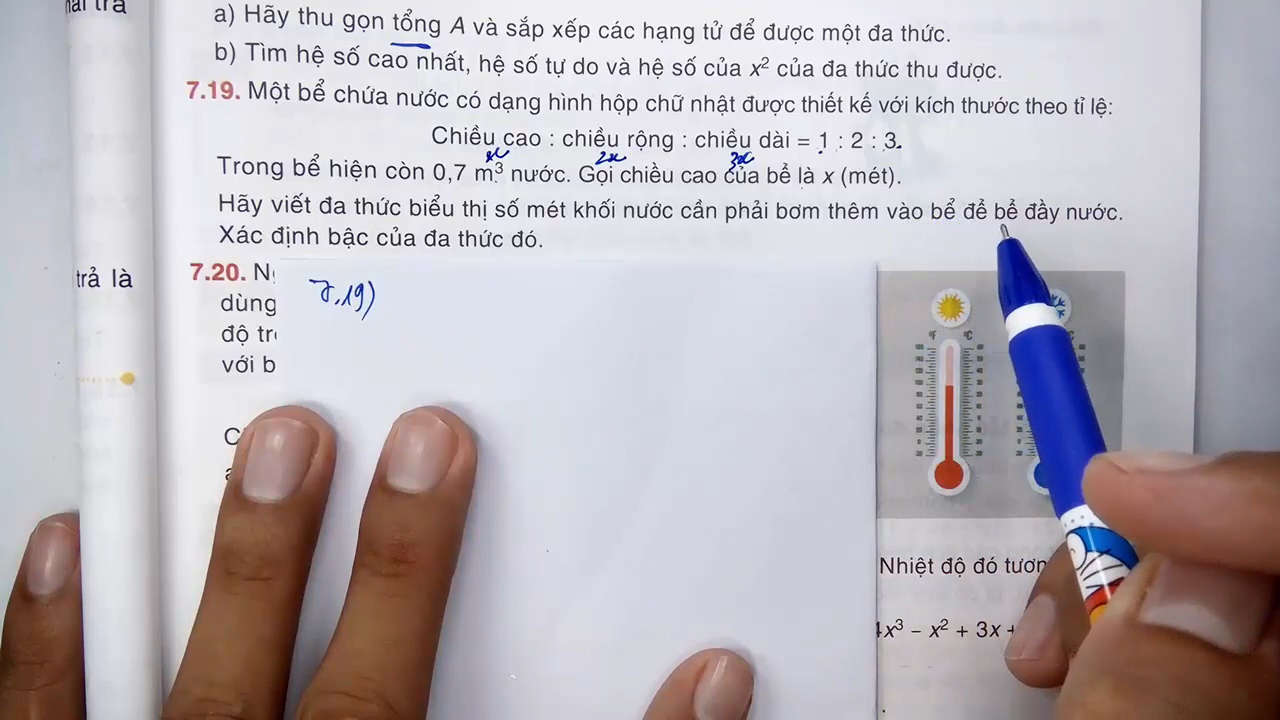 a) Hãy thu gọn tổng A và sắp xếp các hạng tử để được một đa thức.
b) Tìm hệ số cao nhất, hệ số tự do và hệ số của x² của đa thức thu được.
7.19. Một bể chứa nước có dạng hình hộp chữ nhật được thiết kế với kích thước theo tỉ lệ:
Chiều cao : chiều rộng : chiều dài = 1 : 2 : 3.
x 2x 3x
Trong bể hiện còn 0,7 m³ nước. Gọi chiều cao của bể là x (mét).
Hãy viết đa thức biểu thị số mét khối nước cần phải bơm thêm vào bể để bể đầy nước.
Xác định bậc của đa thức đó.
trả là
7.20.
7.19)
dùng
độ
với b
°F °C
Nhiệt độ đó
x³ – x² + 3x +